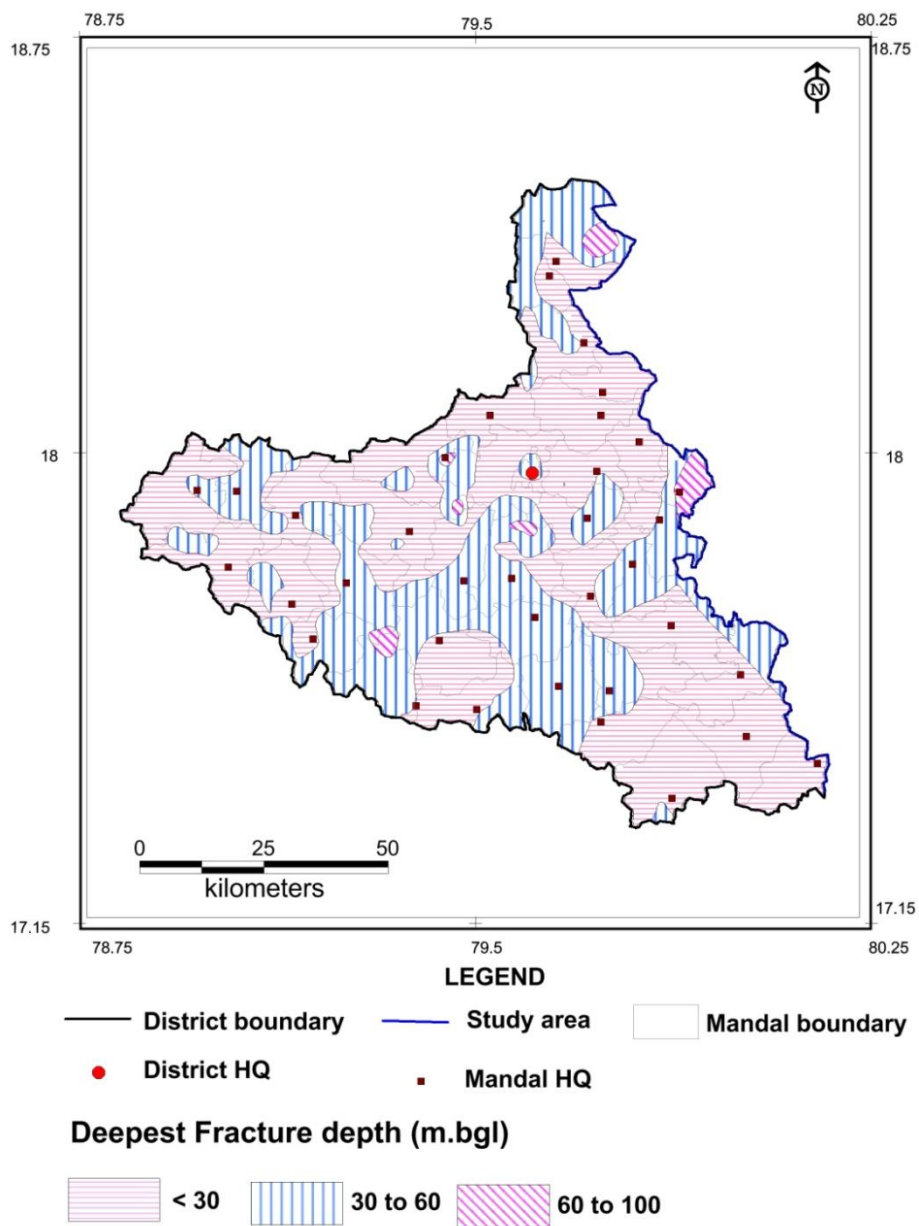 78.75 79.5 80.25
18.75 18.75
N
18 18
0 25 50
kilometers
17.15 17.15
78.75 79.5 80.25
LEGEND
District boundary Study area Mandal boundary
District HQ Mandal HQ
Deepest Fracture depth (m.bgl)
< 30 30 to 60 60 to 100